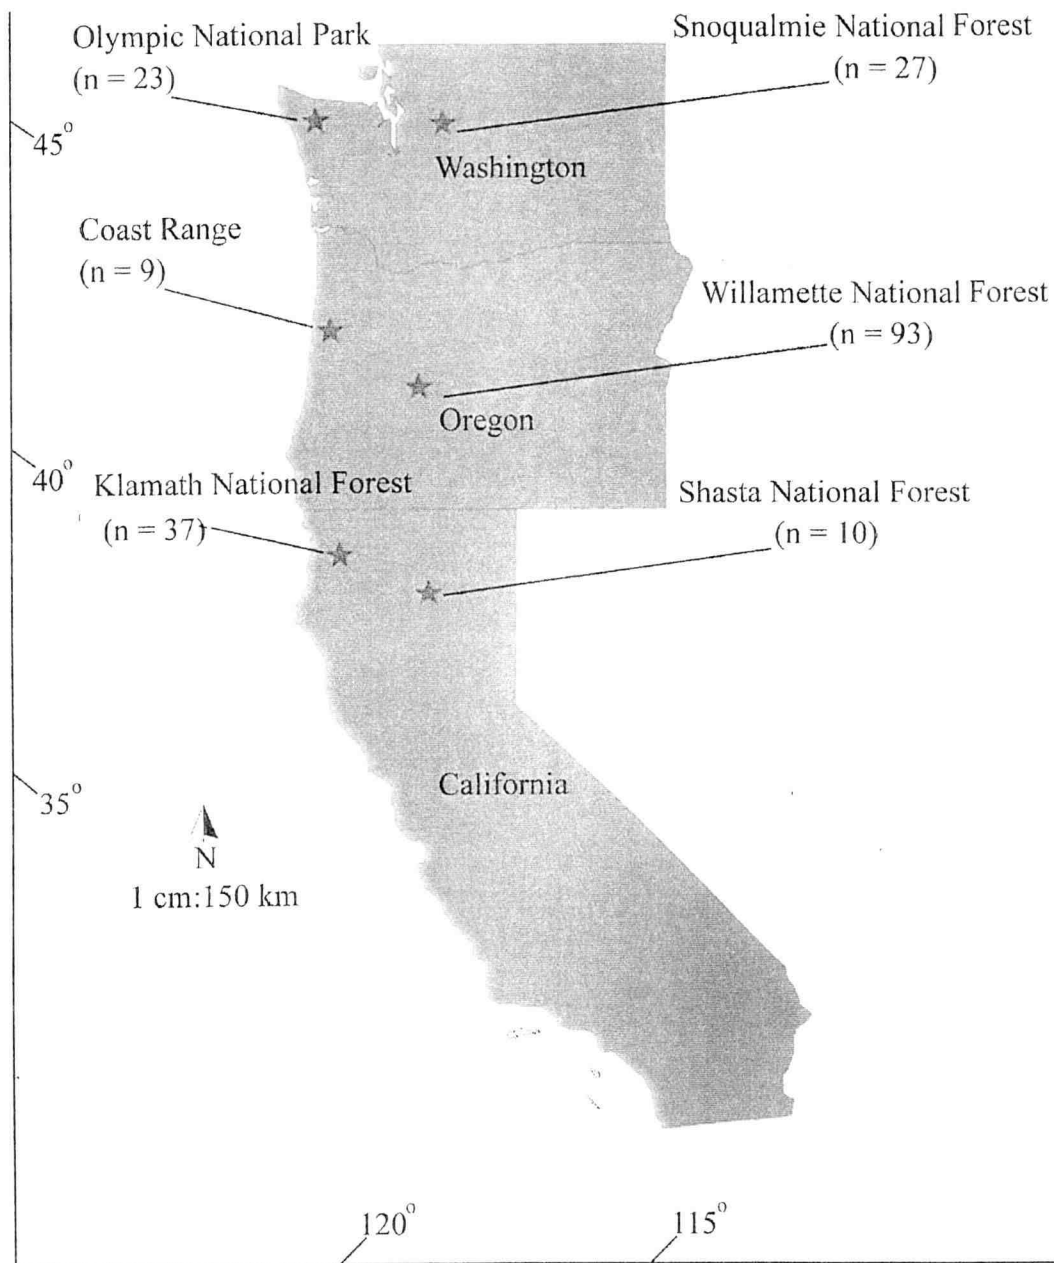 Olympic National Park
(n = 23)
Snoqualmie National Forest
(n = 27)
45°
Washington
Coast Range
(n = 9)
Willamette National Forest
(n = 93)
Oregon
40°
Klamath National Forest
(n = 37)
Shasta National Forest
(n = 10)
35°
California
N
1 cm:150 km
120°
115°